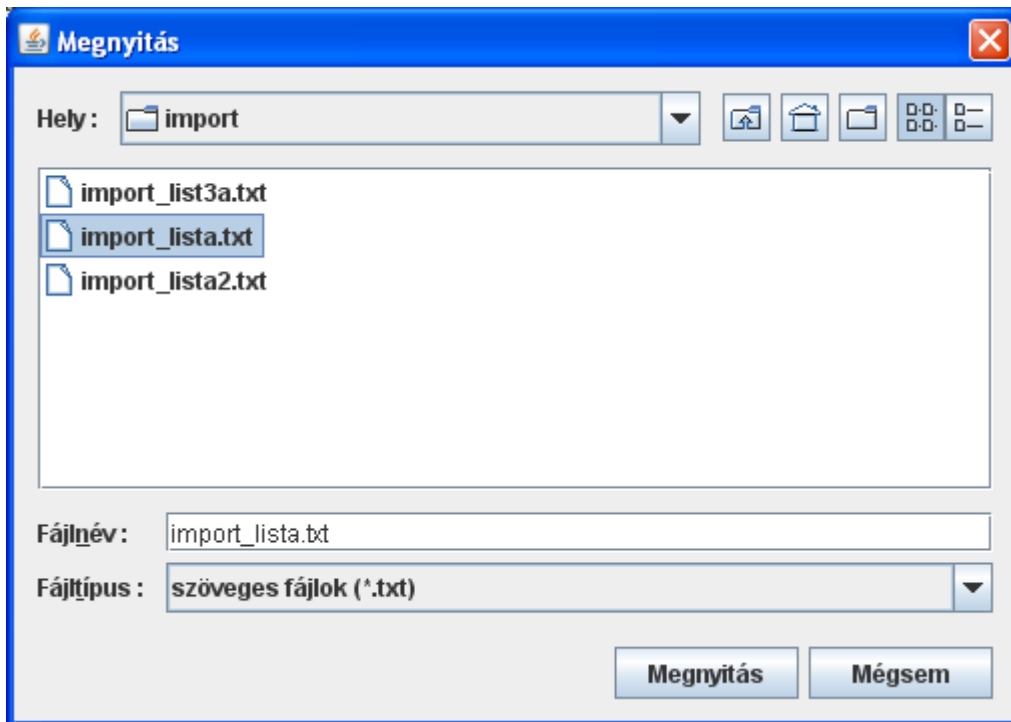 Megnyitás
Hely: import
import_list3a.txt
import_lista.txt
import_lista2.txt
Fájlnév: import_lista.txt
Fájltípus: szöveges fájlok (*.txt)
Megnyitás Mégsem